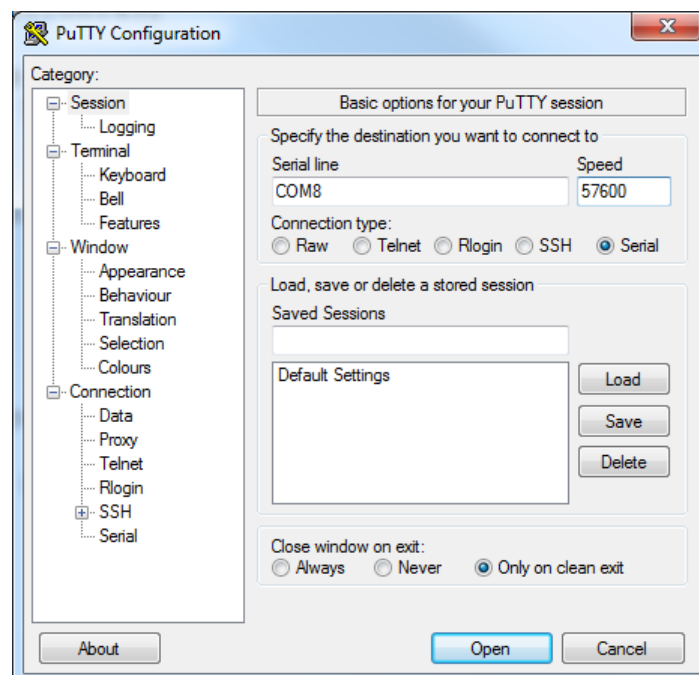 PuTTY Configuration
Category:
Session
Logging
Terminal
Keyboard
Bell
Features
Window
Appearance
Behaviour
Translation
Selection
Colours
Connection
Data
Proxy
Telnet
Rlogin
SSH
Serial
Basic options for your PuTTY session
Specify the destination you want to connect to
Serial line Speed
COM8 57600
Connection type:
Raw Telnet Rlogin SSH Serial
Load, save or delete a stored session
Saved Sessions
Default Settings
Load
Save
Delete
Close window on exit:
Always Never Only on clean exit
About Open Cancel